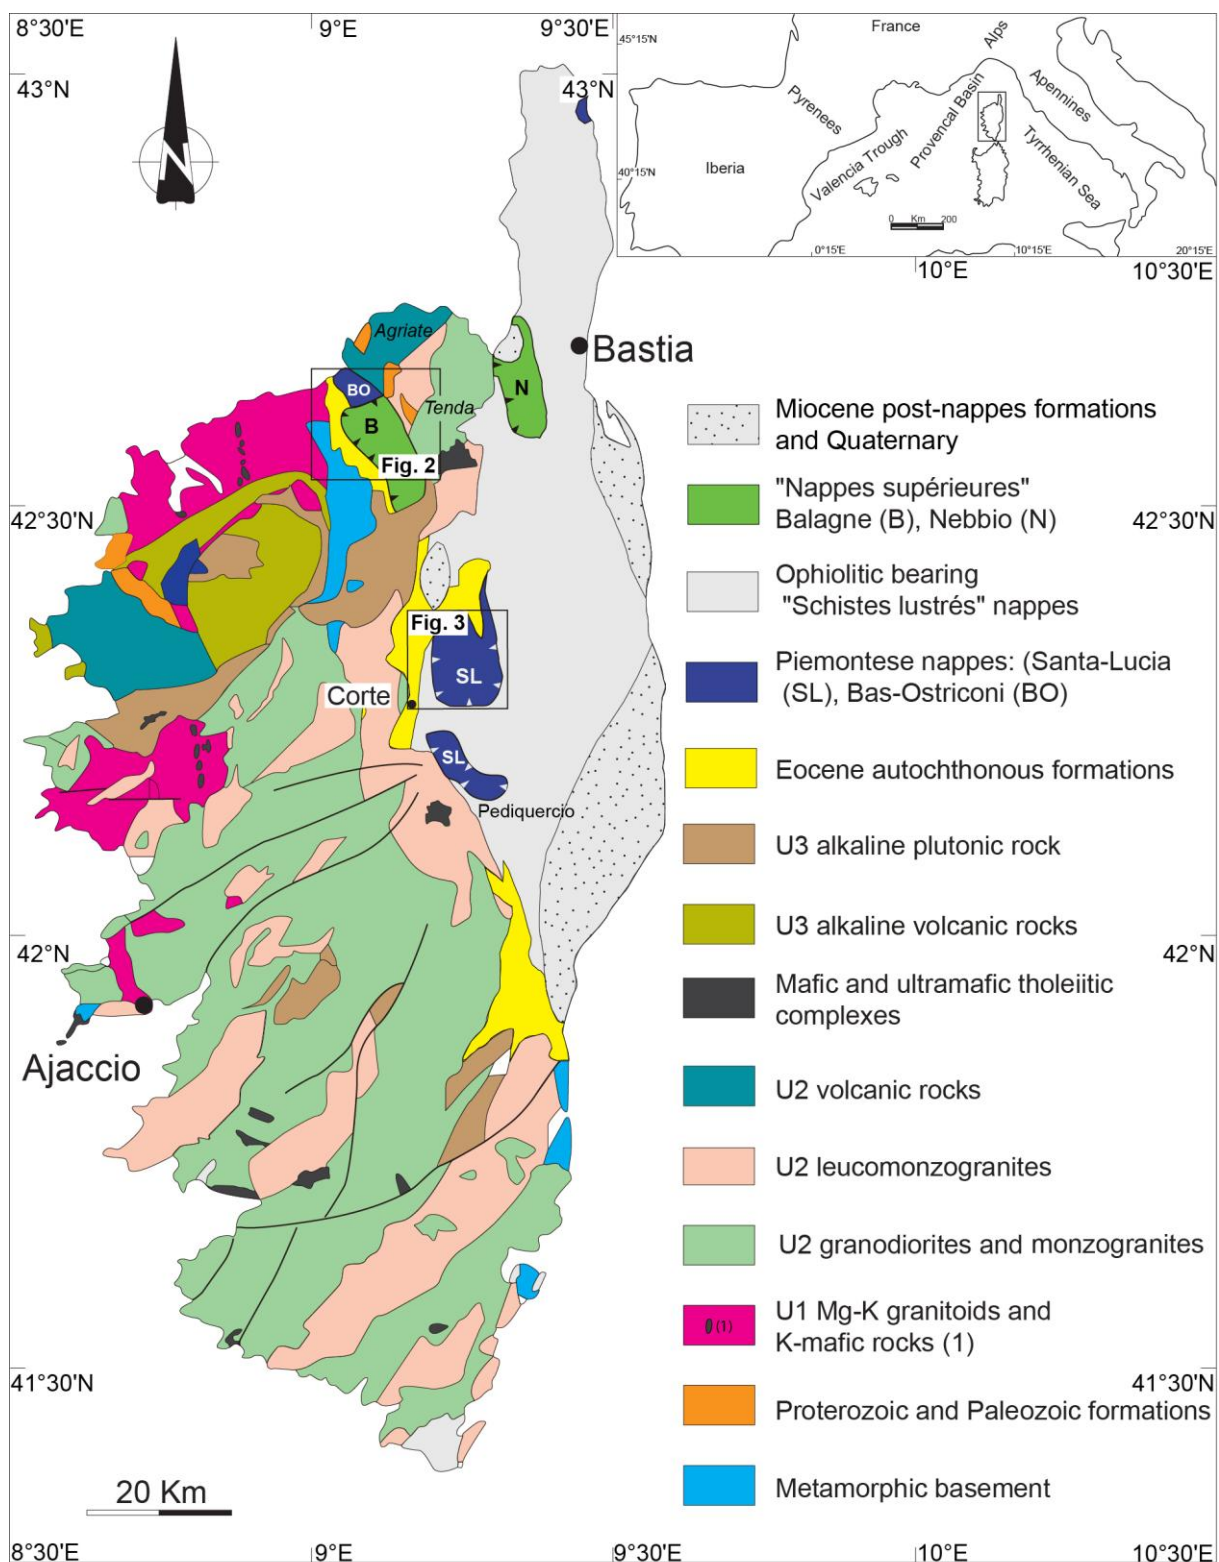 8°30'E
9°E
9°30'E
43°N
43°N
N
France
Alps
45°15'N
Pyrenees
Provencal Basin
Apennines
Iberia
40°15'N
Valencia Trough
Tyrrhenian Sea
0 Km 200
0°15'E
10°15'E
20°15'E
10°E
10°30'E
Agriate
Bastia
BO
N
Tenda
B
Fig. 2
42°30'N
42°30'N
Fig. 3
SL
Corte
SL
Pediquercio
42°N
42°N
Ajaccio
Miocene post-nappes formations
and Quaternary
"Nappes supérieures"
Balagne (B), Nebbio (N)
Ophiolitic bearing
"Schistes lustrés" nappes
Piemontese nappes: (Santa-Lucia
(SL), Bas-Ostriconi (BO)
Eocene autochthonous formations
U3 alkaline plutonic rock
U3 alkaline volcanic rocks
Mafic and ultramafic tholeiitic
complexes
U2 volcanic rocks
U2 leucomonzogranites
U2 granodiorites and monzogranites
(1)
U1 Mg-K granitoids and
K-mafic rocks (1)
Proterozoic and Paleozoic formations
Metamorphic basement
41°30'N
41°30'N
20 Km
8°30'E
9°E
9°30'E
10°E
10°30'E